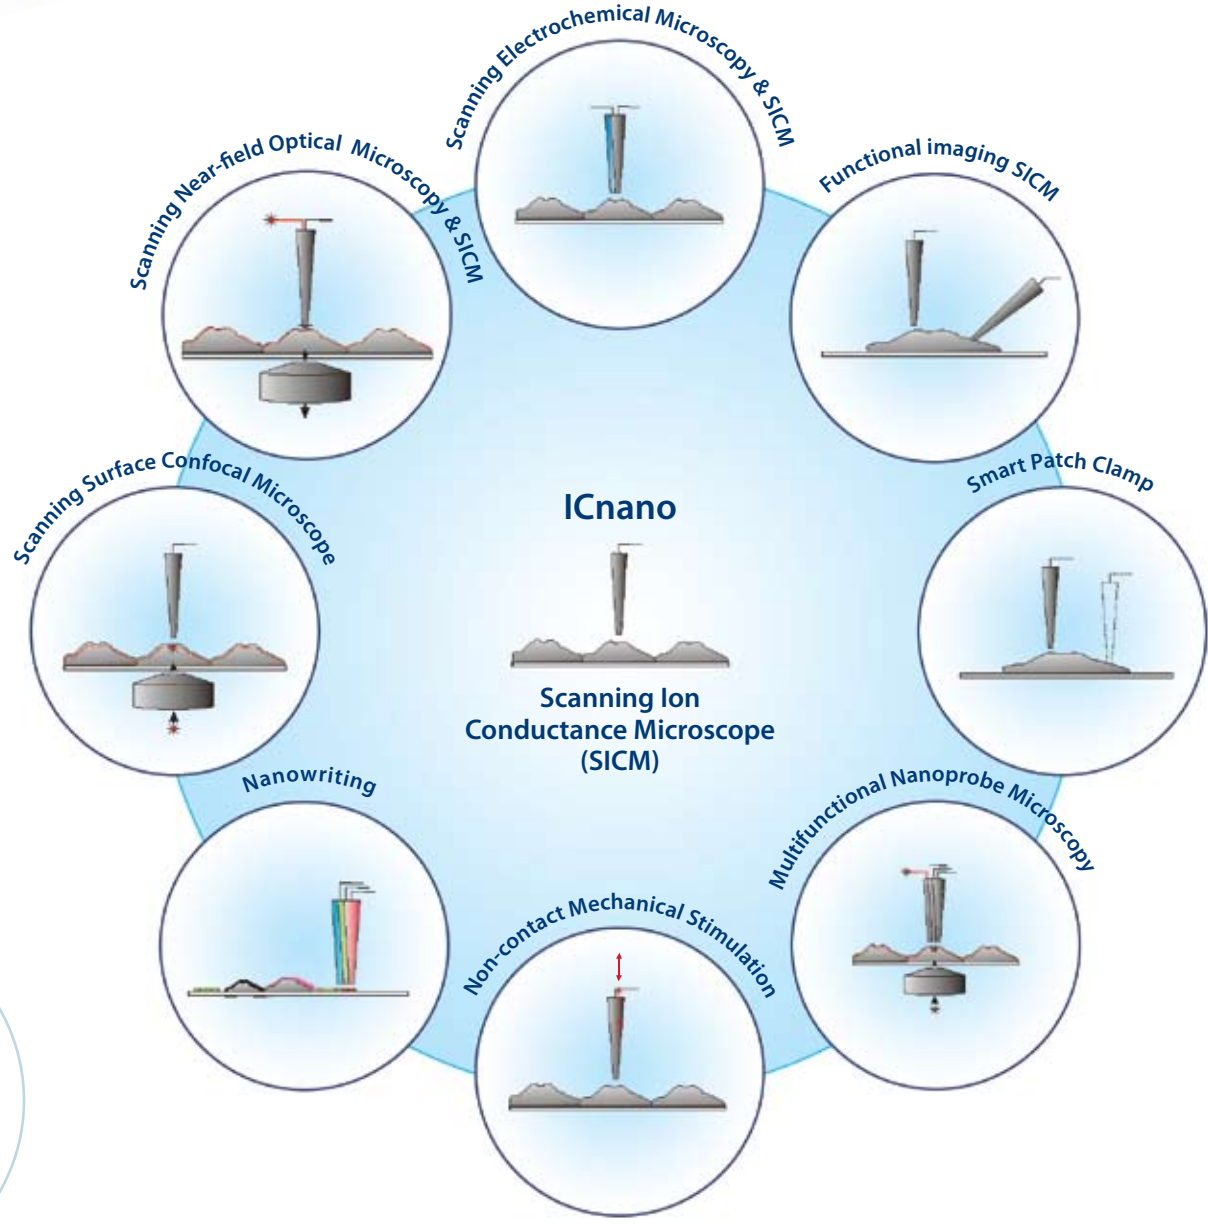 Scanning Electrochemical Microscopy & SICM
Functional imaging SICM
Scanning Near-field Optical Microscopy & SICM
Smart Patch Clamp
Scanning Surface Confocal Microscope
ICnano
Scanning Ion
Conductance Microscope
(SICM)
Nanowriting
Multifunctional Nanoprobe Microscopy
Non-contact Mechanical Stimulation